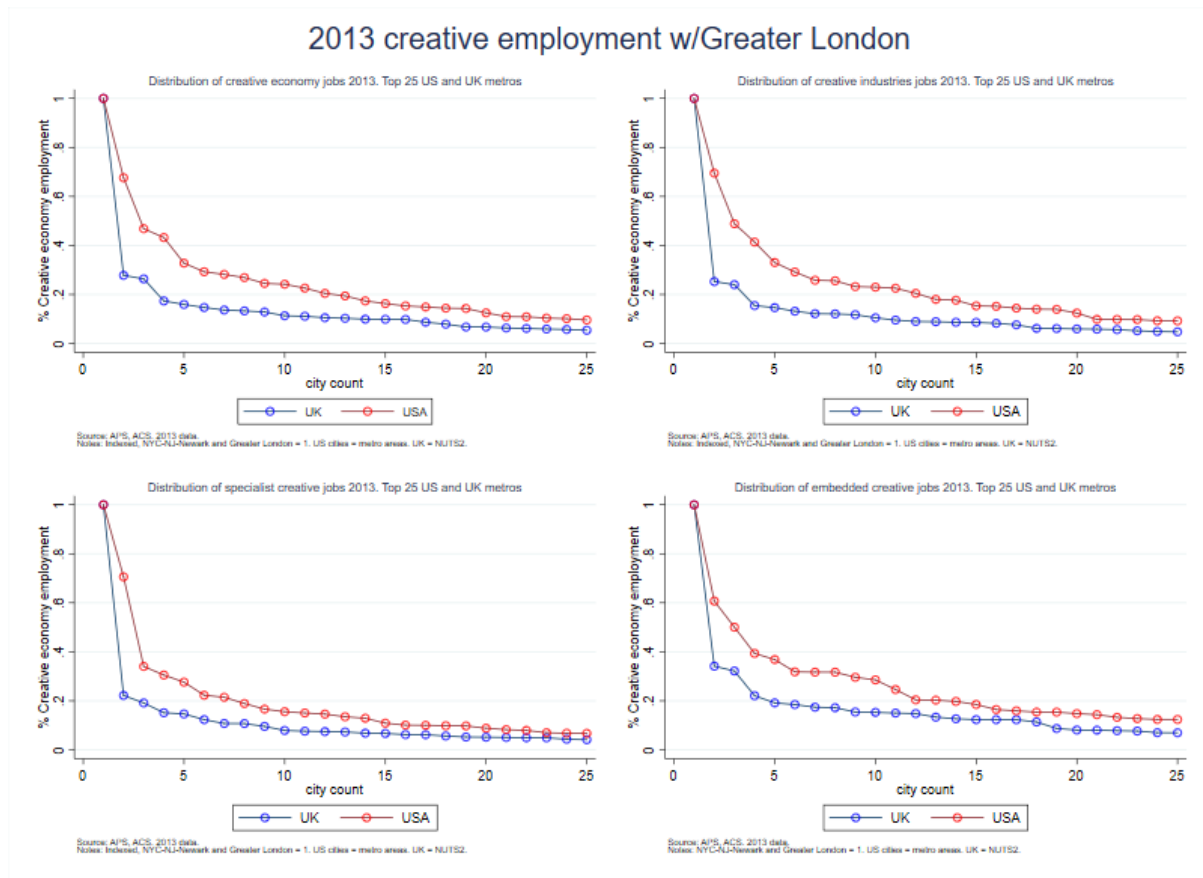 2013 creative employment w/Greater London
Distribution of creative economy jobs 2013. Top 25 US and UK metros
% Creative economy employment
1
.8
.6
.4
.2
0
0 5 10 15 20 25
city count
UK USA
Source: APS, ACS. 2013 data.
Notes: Indexed, NYC-NJ-Newark and Greater London = 1. US cities = metro areas. UK = NUTS2.
Distribution of creative industries jobs 2013. Top 25 US and UK metros
% Creative economy employment
1
.8
.6
.4
.2
0
0 5 10 15 20 25
city count
UK USA
Source: APS, ACS. 2013 data.
Notes: Indexed, NYC-NJ-Newark and Greater London = 1. US cities = metro areas. UK = NUTS2.
Distribution of specialist creative jobs 2013. Top 25 US and UK metros
% Creative economy employment
1
.8
.6
.4
.2
0
0 5 10 15 20 25
city count
UK USA
Source: APS, ACS. 2013 data.
Notes: Indexed, NYC-NJ-Newark and Greater London = 1. US cities = metro areas. UK = NUTS2.
Distribution of embedded creative jobs 2013. Top 25 US and UK metros
% Creative economy employment
1
.8
.6
.4
.2
0
0 5 10 15 20 25
city count
UK USA
Source: APS, ACS. 2013 data.
Notes: NYC-NJ-Newark and Greater London = 1. US cities = metro areas. UK = NUTS2.